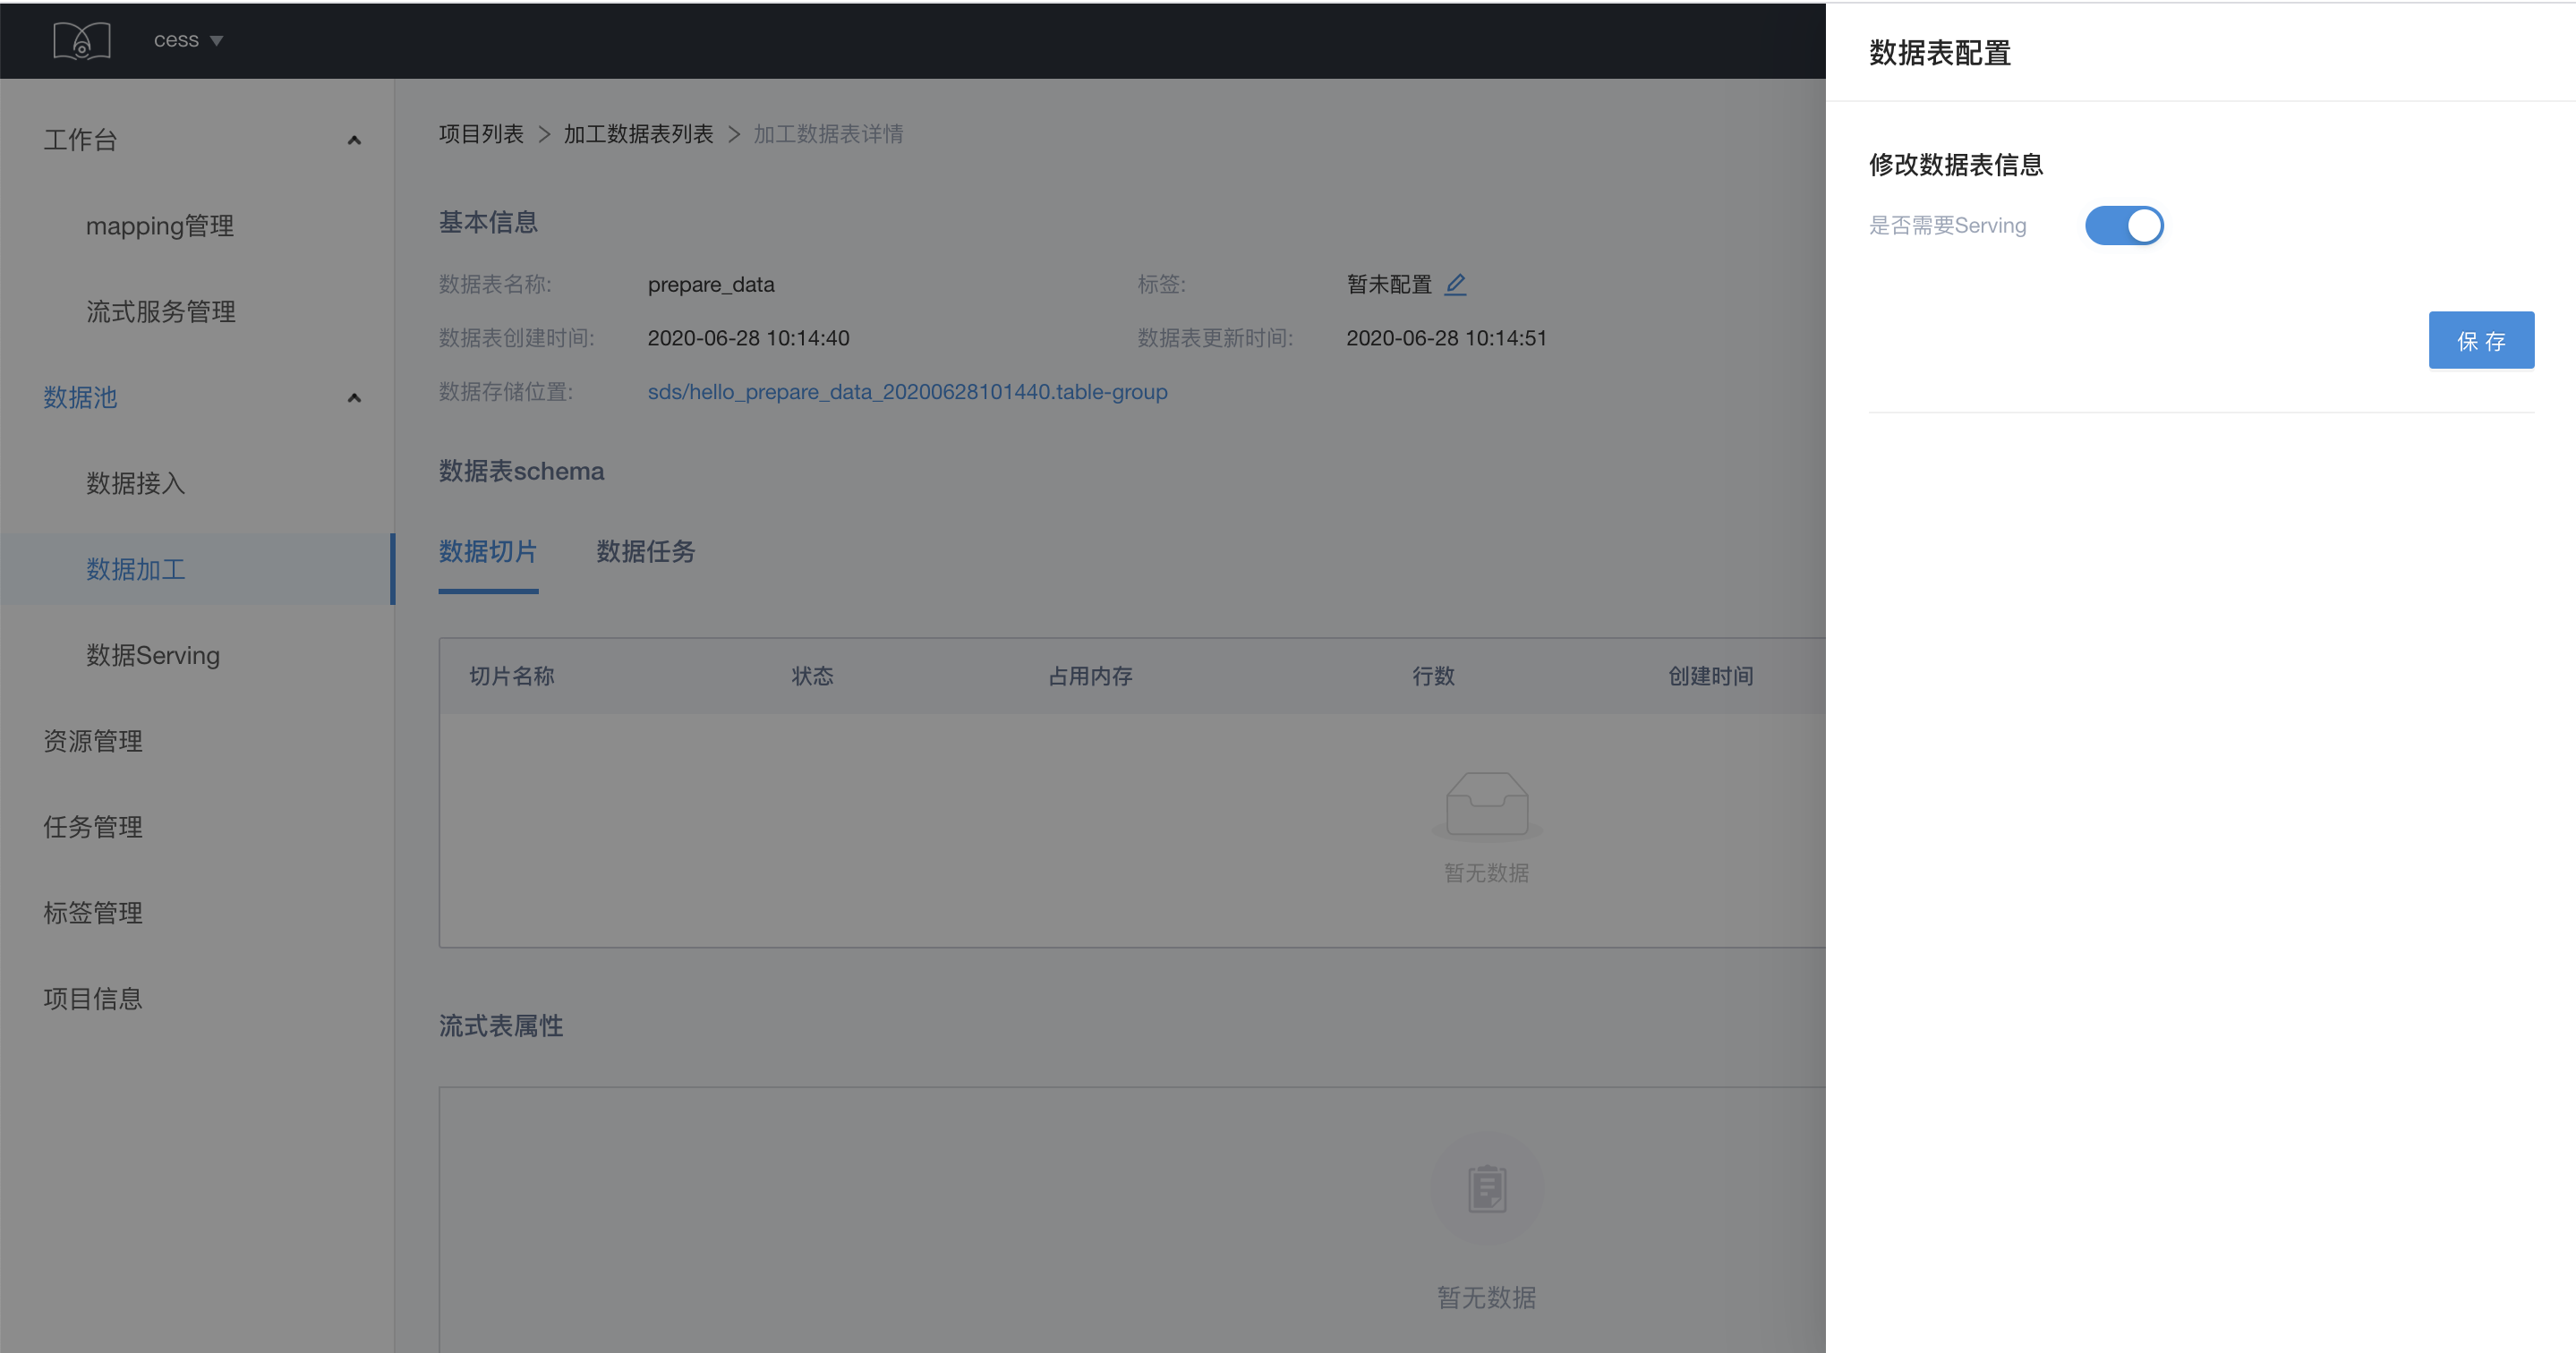 cess
工作台
mapping管理
流式服务管理
数据池
数据接入
数据加工
数据Serving
资源管理
任务管理
标签管理
项目信息
项目列表 > 加工数据表列表 > 加工数据表详情
基本信息
数据表名称: prepare_data 标签: 暂未配置
数据表创建时间: 2020-06-28 10:14:40 数据表更新时间: 2020-06-28 10:14:51
数据存储位置: sds/hello_prepare_data_20200628101440.table-group
数据表schema
数据切片 数据任务
切片名称 状态 占用内存 行数 创建时间
暂无数据
流式表属性
暂无数据
数据表配置
修改数据表信息
是否需要Serving
保 存